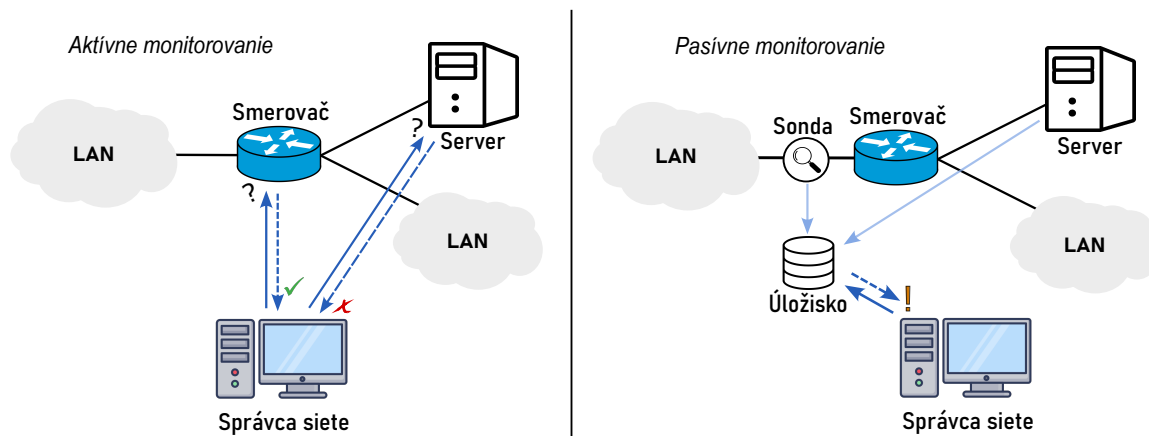 Aktívne monitorovanie
Smerovač
?
Server
LAN
?
LAN
Správca siete
Pasívne monitorovanie
Smerovač
Sonda
Server
LAN
LAN
Úložisko
!
Správca siete